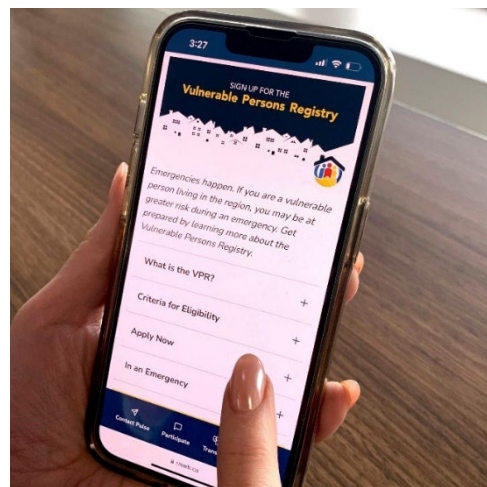 3:27
SIGN UP FOR THE
Vulnerable Persons Registry
Emergencies happen. If you are a vulnerable
person living in the region, you may be at
greater risk during an emergency. Get
prepared by learning more about the
Vulnerable Persons Registry.
What is the VPR?
+
Criteria for Eligibility
+
Apply Now
+
In an Emergency
+
Contact Pulse
Participate